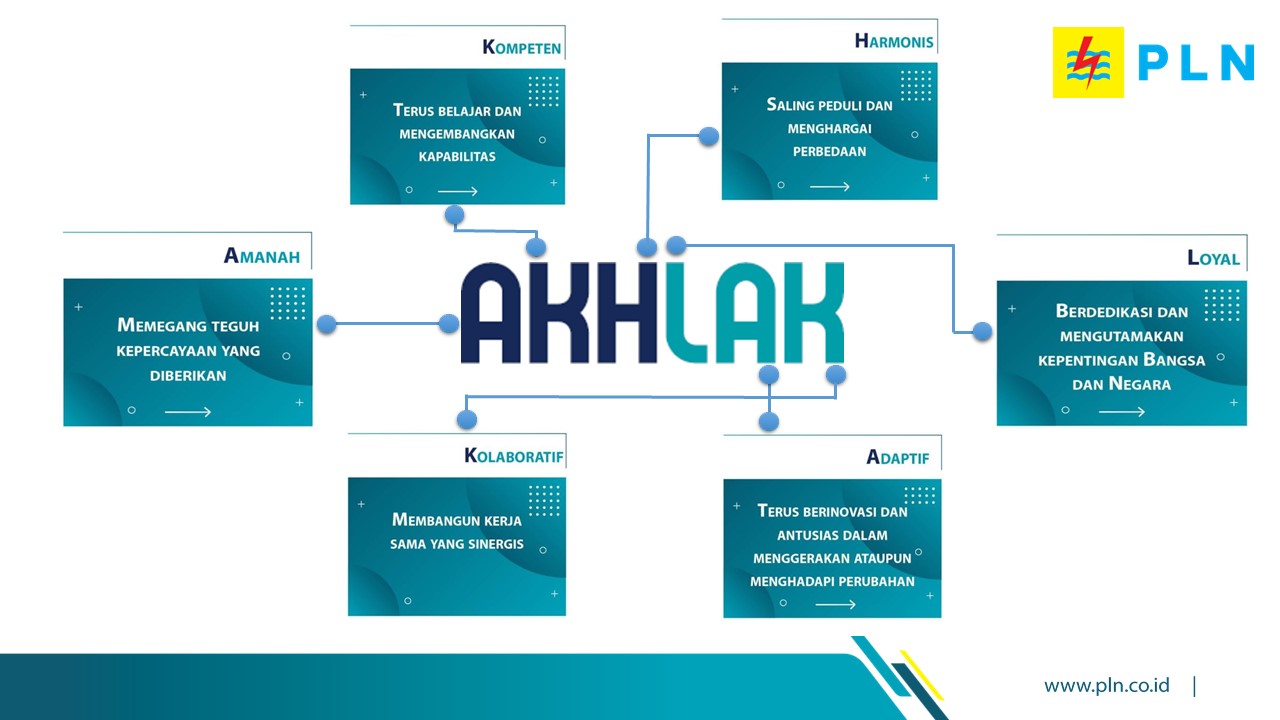 KOMPETEN
TERUS BELAJAR DAN
MENGEMBANGKAN
KAPABILITAS
HARMONIS
SALING PEDULI DAN
MENGHARGAI
PERBEDAAN
PLN
AMANAH
MEMEGANG TEGUH
KEPERCAYAAN YANG
DIBERIKAN
AKHLAK
LOYAL
BERDEDIKASI DAN
MENGUTAMAKAN
KEPENTINGAN BANGSA
DAN NEGARA
KOLABORATIF
MEMBANGUN KERJA
SAMA YANG SINERGIS
ADAPTIF
TERUS BERINOVASI DAN
ANTUSIAS DALAM
MENGGERAKAN ATAUPUN
MENGHADAPI PERUBAHAN
www.pln.co.id |